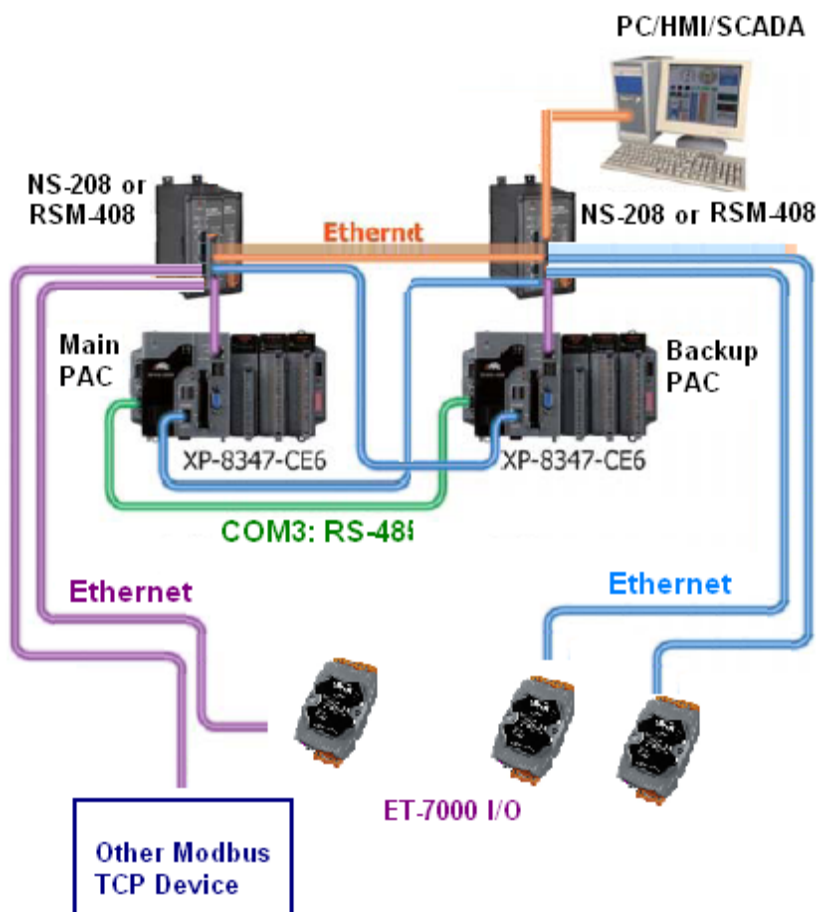 PC/HMI/SCADA
NS-208 or
RSM-408
NS-208 or RSM-408
Ethernet
Main
PAC
Backup
PAC
XP-8347-CE6
XP-8347-CE6
COM3: RS-485
Ethernet
Ethernet
ET-7000 I/O
Other Modbus
TCP Device